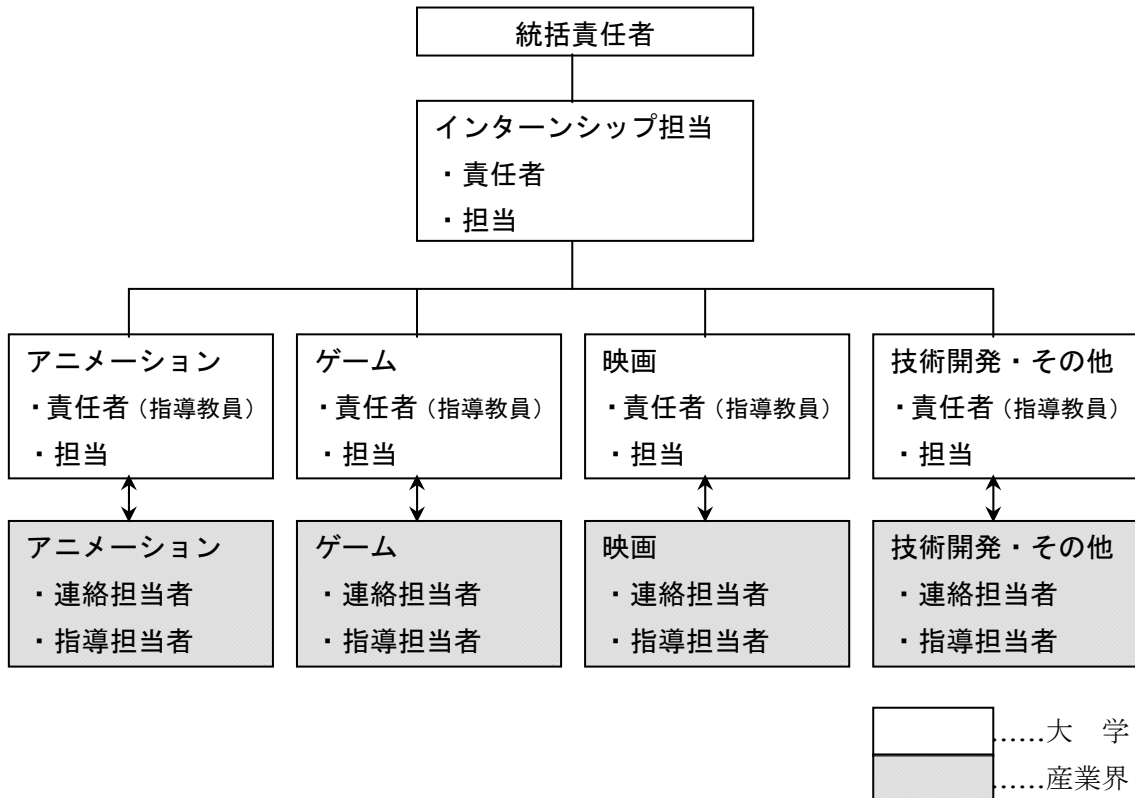 統括責任者
インターンシップ担当
・責任者
・担当
アニメーション
・責任者（指導教員）
・担当
ゲーム
・責任者（指導教員）
・担当
映画
・責任者（指導教員）
・担当
技術開発・その他
・責任者（指導教員）
・担当
アニメーション
・連絡担当者
・指導担当者
ゲーム
・連絡担当者
・指導担当者
映画
・連絡担当者
・指導担当者
技術開発・その他
・連絡担当者
・指導担当者
......大　学
......産業界